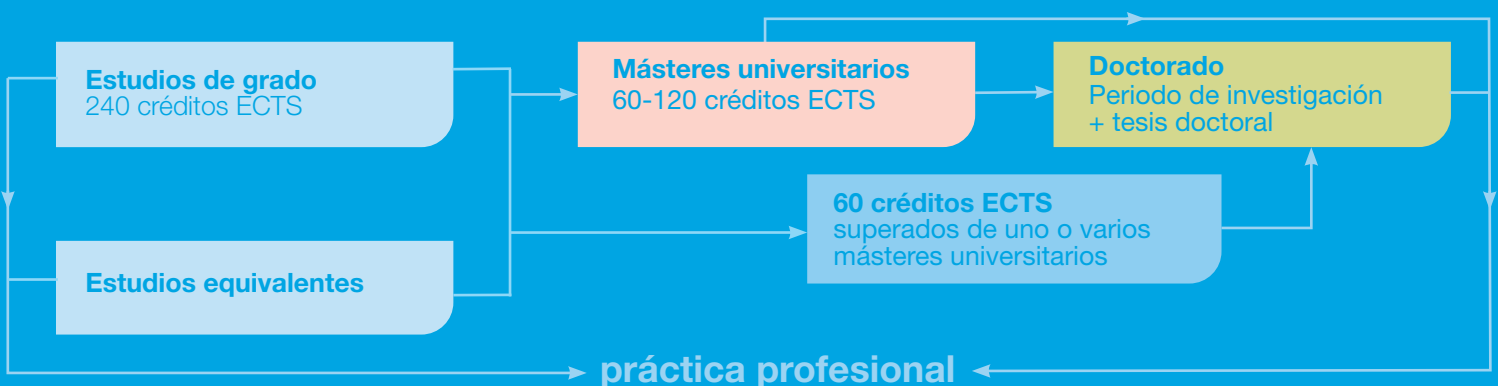 Estudios de grado
240 créditos ECTS
Másteres universitarios
60-120 créditos ECTS
Doctorado
Periodo de investigación
+ tesis doctoral
60 créditos ECTS
superados de uno o varios
másteres universitarios
Estudios equivalentes
práctica profesional